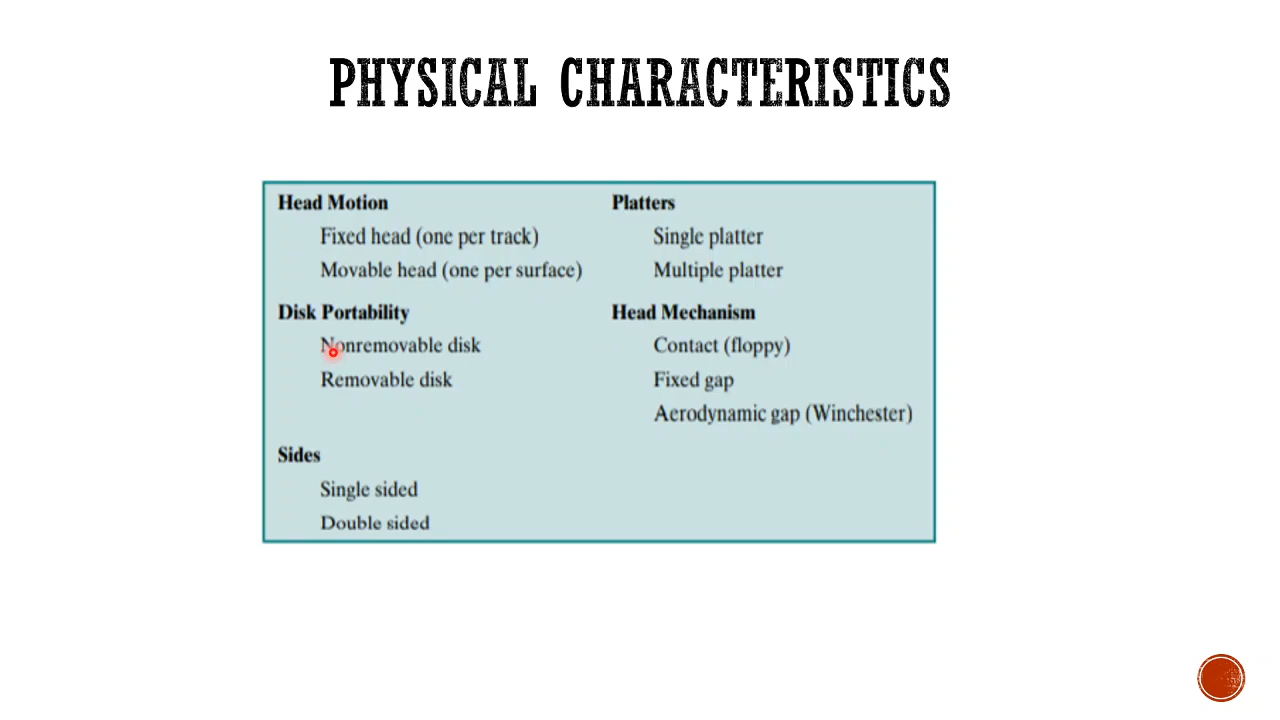 PHYSICAL CHARACTERISTICS
Head Motion
Fixed head (one per track)
Movable head (one per surface)
Disk Portability
Nonremovable disk
Removable disk
Sides
Single sided
Double sided
Platters
Single platter
Multiple platter
Head Mechanism
Contact (floppy)
Fixed gap
Aerodynamic gap (Winchester)